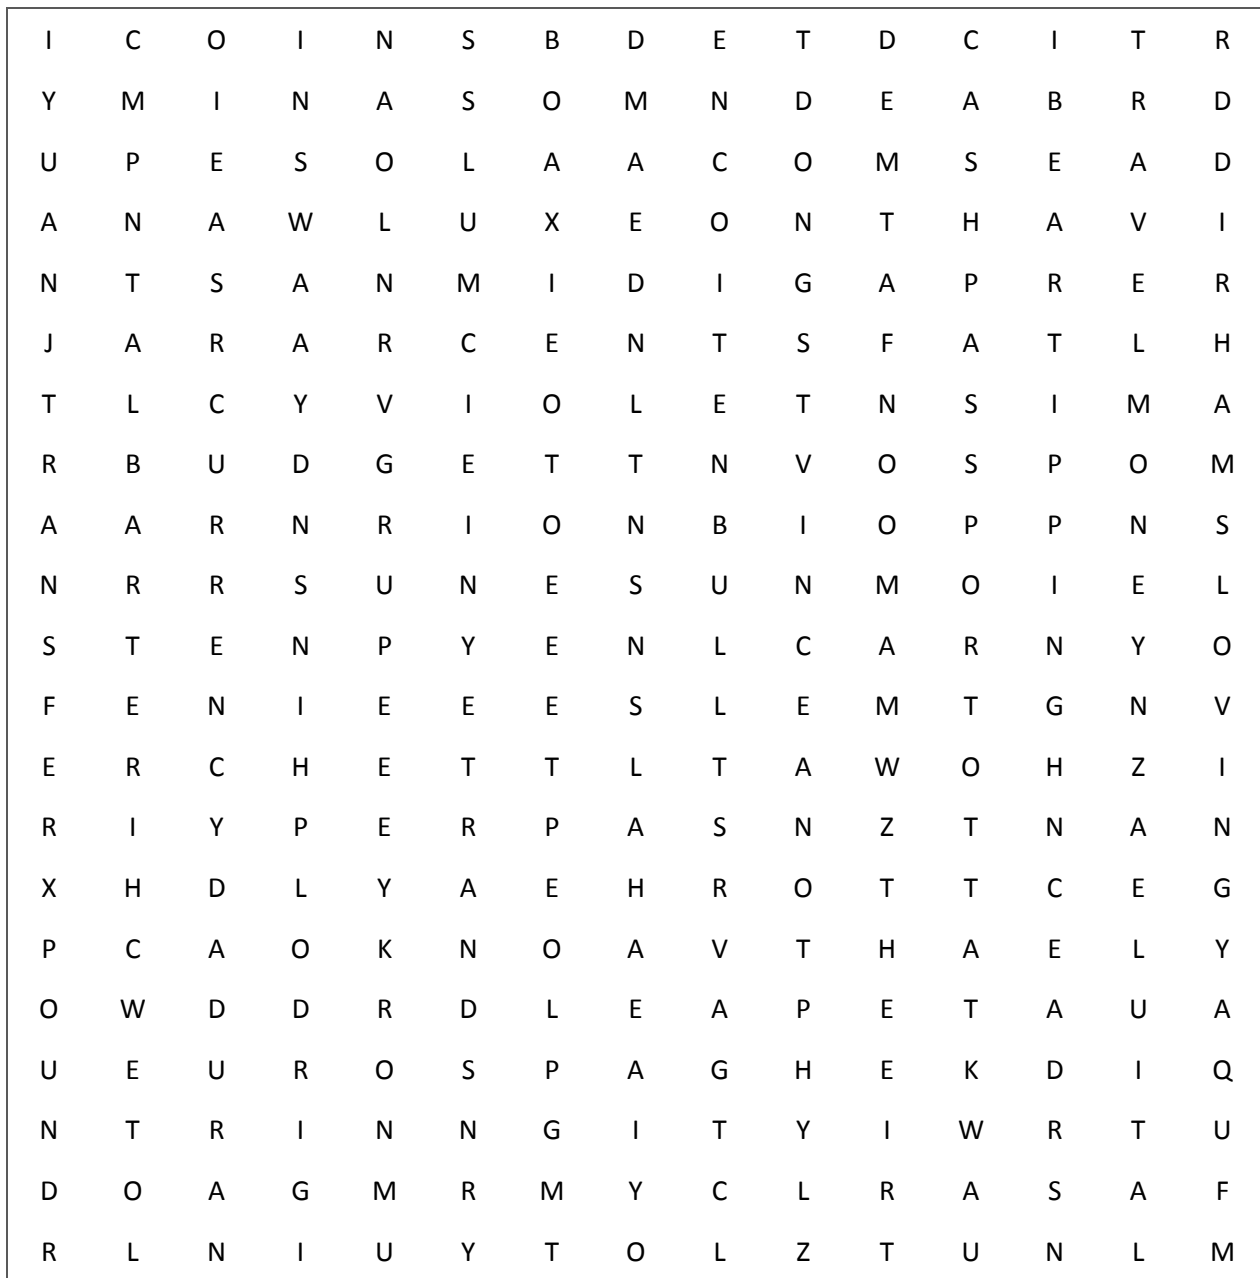 I C O I N S B D E T D C I T R
Y M I N A S O M N D E A B R D
U P E S O L A A C O M S E A D
A N A W L U X E O N T H A V I
N T S A N M I D I G A P R E R
J A R A R C E N T S F A T L H
T L C Y V I O L E T N S I M A
R B U D G E T T N V O S P O M
A A R N R I O N B I O P P N S
N R R S U N E S U N M O I E L
S T E N P Y E N L C A R N Y O
F E N I E E E S L E M T G N V
E R C H E T T L T A W O H Z I
R I Y P E R P A S N Z T N A N
X H D L Y A E H R O T T C E G
P C A O K N O A V T H A E L Y
O W D D R D L E A P E T A U A
U E U R O S P A G H E K D I Q
N T R I N N G I T Y I W R T U
D O A G M R M Y C L R A S A F
R L N I U Y T O L Z T U N L M